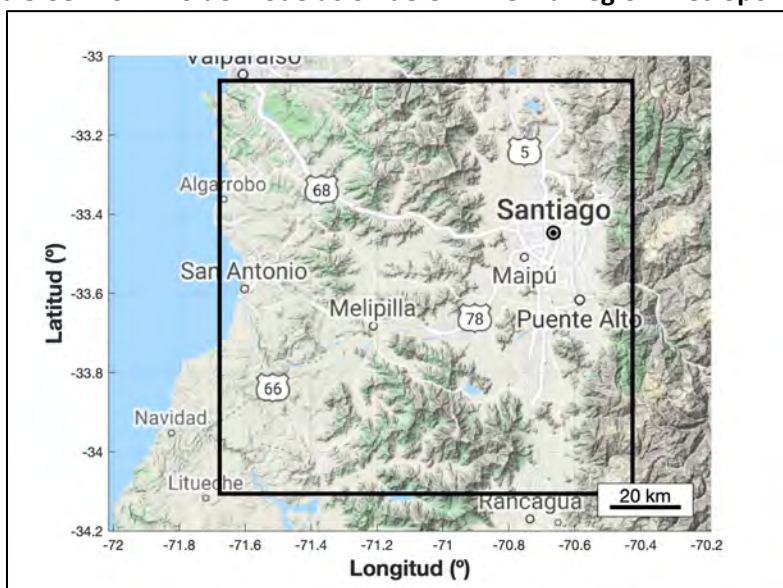 -33
Valparaíso
-33.2
5
68
Algarrobo
-33.4
Santiago
Maipú
San Antonio
-33.6
Melipilla
78
Puente Alto
Latitud (º)
-33.8
66
Navidad
-34
Litueche
Rancagua
20 km
-34.2
-72 -71.8 -71.6 -71.4 -71.2 -71 -70.8 -70.6 -70.4 -70.2
Longitud (º)